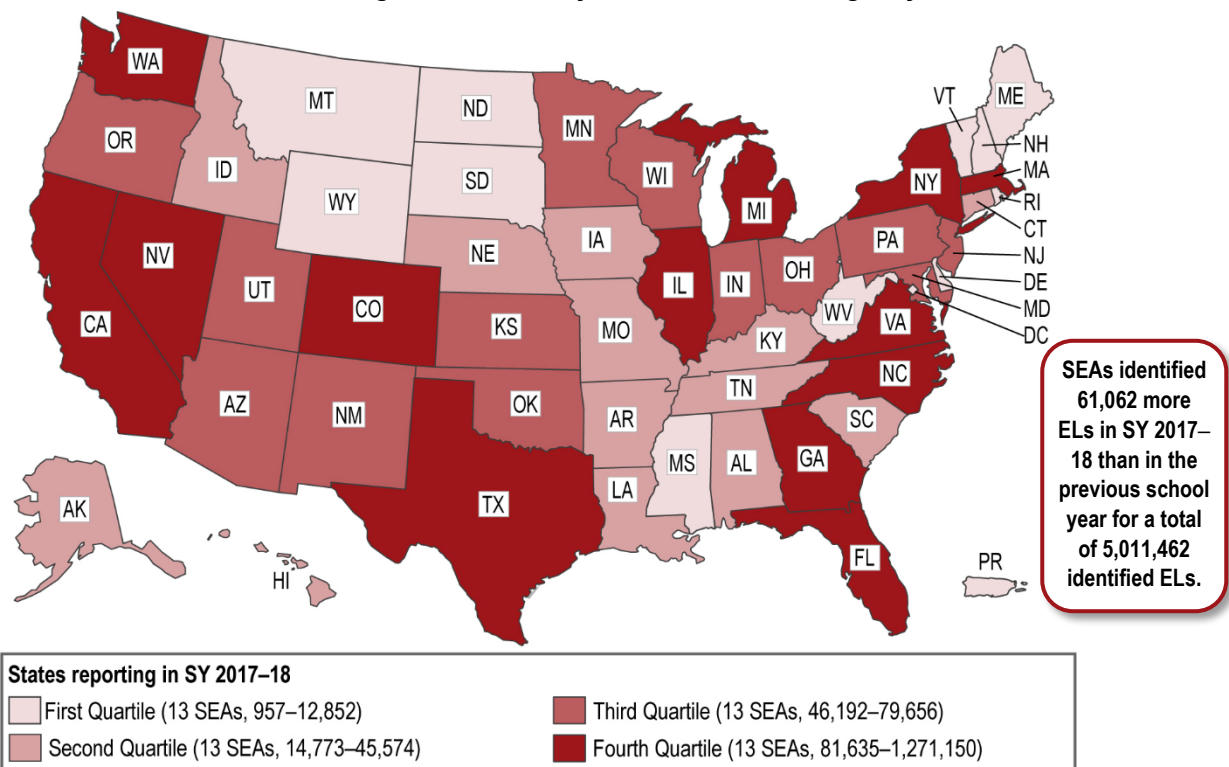 WA
MT
ND
MN
VT
ME
OR
ID
SD
WI
NH
MA
WY
MI
NY
RI
CT
NE
IA
PA
NJ
NV
UT
CO
IL
IN
OH
DE
MD
DC
CA
KS
MO
WV
VA
KY
NC
AZ
NM
OK
TN
AR
SC
MS
AL
GA
LA
TX
AK
HI
FL
PR
SEAs identified
61,062 more
ELs in SY 2017–
18 than in the
previous school
year for a total
of 5,011,462
identified ELs.
States reporting in SY 2017–18
First Quartile (13 SEAs, 957–12,852)
Second Quartile (13 SEAs, 14,773–45,574)
Third Quartile (13 SEAs, 46,192–79,656)
Fourth Quartile (13 SEAs, 81,635–1,271,150)